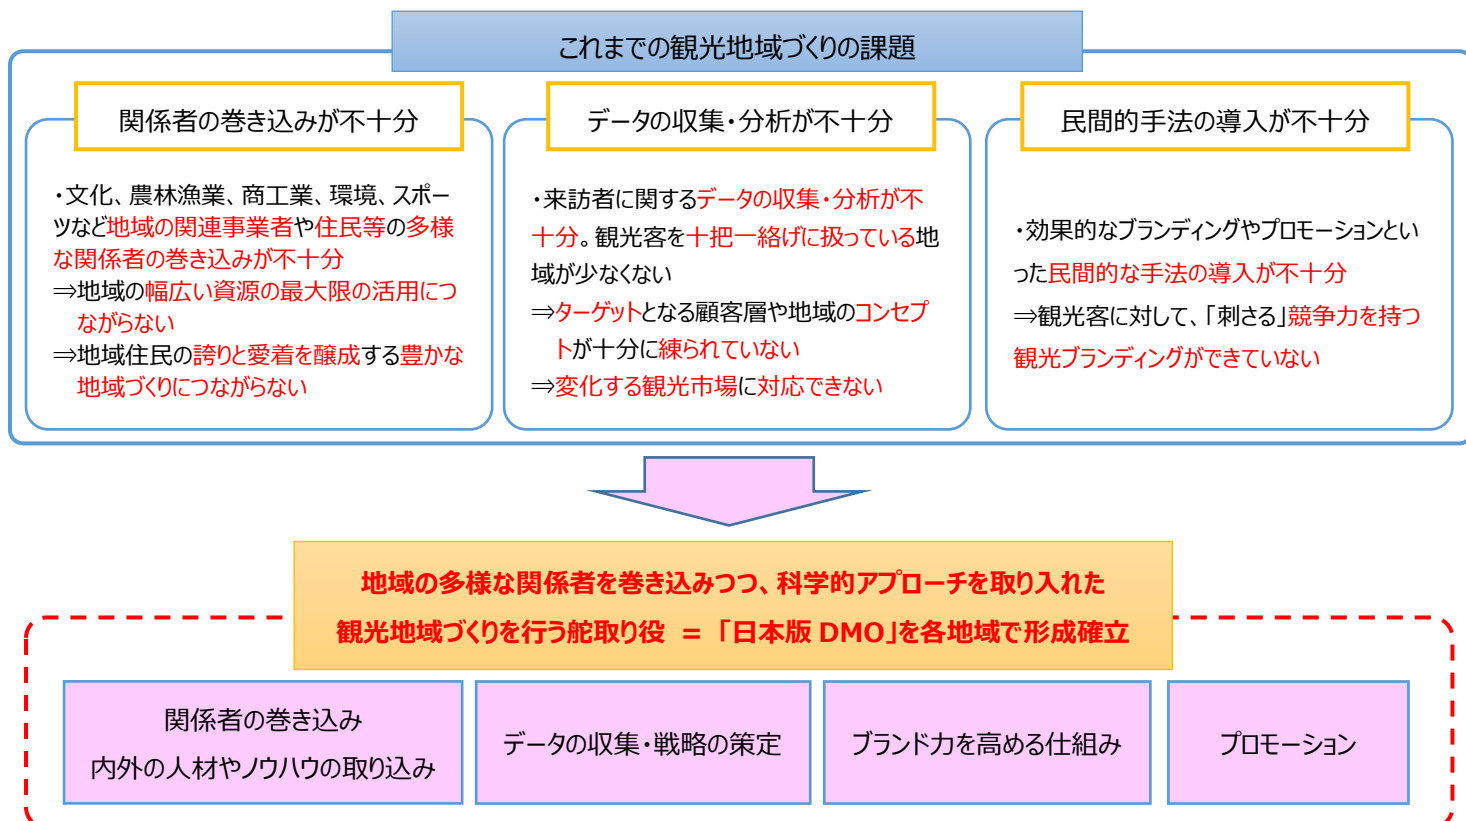 これまでの観光地域づくりの課題
関係者の巻き込みが不十分
・文化、農林漁業、商工業、環境、スポー
ツなど地域の関連事業者や住民等の多様
な関係者の巻き込みが不十分
⇒地域の幅広い資源の最大限の活用につ
ながらない
⇒地域住民の誇りと愛着を醸成する豊かな
地域づくりにつながらない
データの収集・分析が不十分
・来訪者に関するデータの収集・分析が不
十分。観光客を十把一絡げに扱っている地
域が少なくない
⇒ターゲットとなる顧客層や地域のコンセプ
トが十分に練られていない
⇒変化する観光市場に対応できない
民間的手法の導入が不十分
・効果的なブランディングやプロモーションとい
った民間的な手法の導入が不十分
⇒観光客に対して、「刺さる」競争力を持つ
観光ブランディングができていない
地域の多様な関係者を巻き込みつつ、科学的アプローチを取り入れた
観光地域づくりを行う舵取り役 = 「日本版 DMO」を各地域で形成確立
関係者の巻き込み
内外の人材やノウハウの取り込み
データの収集・戦略の策定
ブランド力を高める仕組み
プロモーション